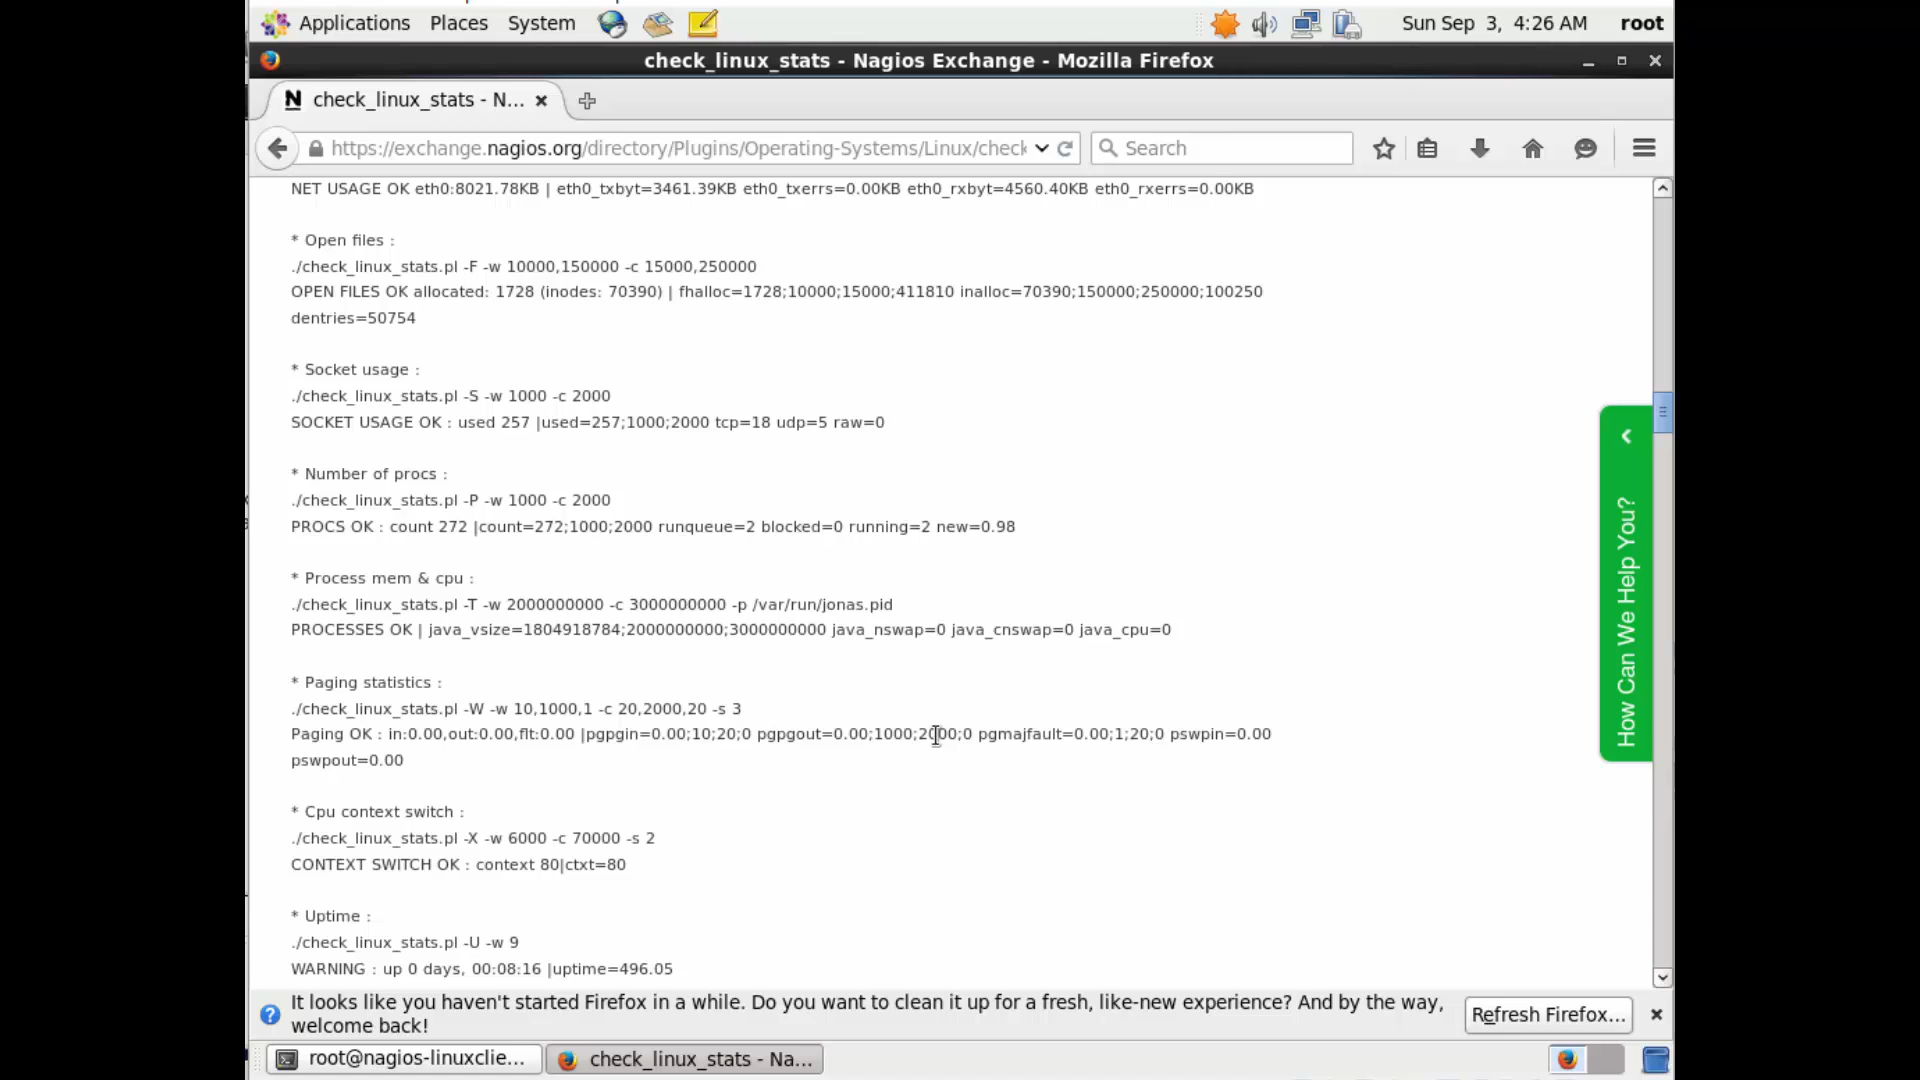 Applications Places System Sun Sep 3, 4:26 AM root
check_linux_stats - Nagios Exchange - Mozilla Firefox
check_linux_stats - N...
https://exchange.nagios.org/directory/Plugins/Operating-Systems/Linux/check Search
NET USAGE OK eth0:8021.78KB | eth0_txbyt=3461.39KB eth0_txerrs=0.00KB eth0_rxbyt=4560.40KB eth0_rxerrs=0.00KB
* Open files :
./check_linux_stats.pl -F -w 10000,150000 -c 15000,250000
OPEN FILES OK allocated: 1728 (inodes: 70390) | fhalloc=1728;10000;15000;411810 inalloc=70390;150000;250000;100250
dentries=50754
* Socket usage :
./check_linux_stats.pl -S -w 1000 -c 2000
SOCKET USAGE OK : used 257 |used=257;1000;2000 tcp=18 udp=5 raw=0
* Number of procs :
./check_linux_stats.pl -P -w 1000 -c 2000
PROCS OK : count 272 |count=272;1000;2000 runqueue=2 blocked=0 running=2 new=0.98
* Process mem & cpu :
./check_linux_stats.pl -T -w 2000000000 -c 3000000000 -p /var/run/jonas.pid
PROCESSES OK | java_vsize=1804918784;2000000000;3000000000 java_nswap=0 java_cnswap=0 java_cpu=0
* Paging statistics :
./check_linux_stats.pl -W -w 10,1000,1 -c 20,2000,20 -s 3
Paging OK : in:0.00,out:0.00,flt:0.00 |pgpgin=0.00;10;20;0 pgpgout=0.00;1000;2000;0 pgmajfault=0.00;1;20;0 pswpin=0.00
pswpout=0.00
* Cpu context switch :
./check_linux_stats.pl -X -w 6000 -c 70000 -s 2
CONTEXT SWITCH OK : context 80|ctxt=80
* Uptime :
./check_linux_stats.pl -U -w 9
WARNING : up 0 days, 00:08:16 |uptime=496.05
How Can We Help You?
It looks like you haven't started Firefox in a while. Do you want to clean it up for a fresh, like-new experience? And by the way,
welcome back!
Refresh Firefox...
root@nagios-linuxclie... check_linux_stats - Na...